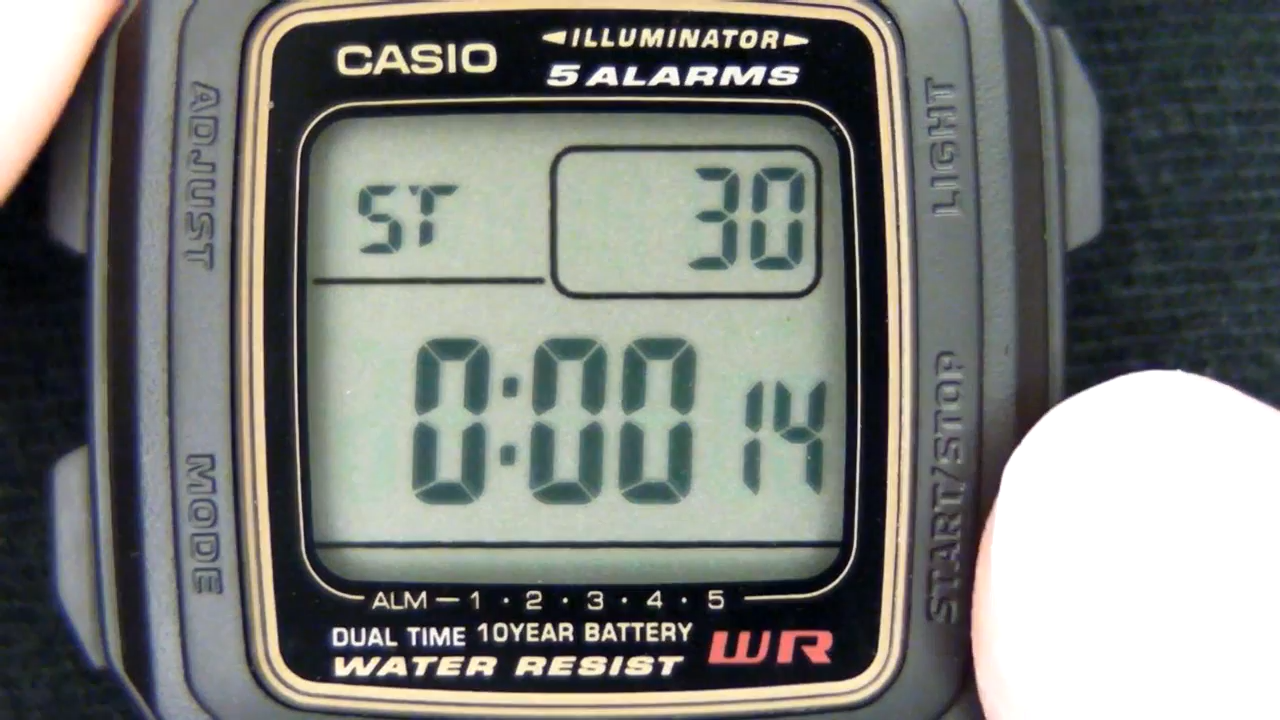 CASIO
ILLUMINATOR
5 ALARMS
ADJUST
LIGHT
ST
30
0:00 14
MODE
START/STOP
ALM — 1 · 2 · 3 · 4 · 5
DUAL TIME 10YEAR BATTERY
WATER RESIST
WR